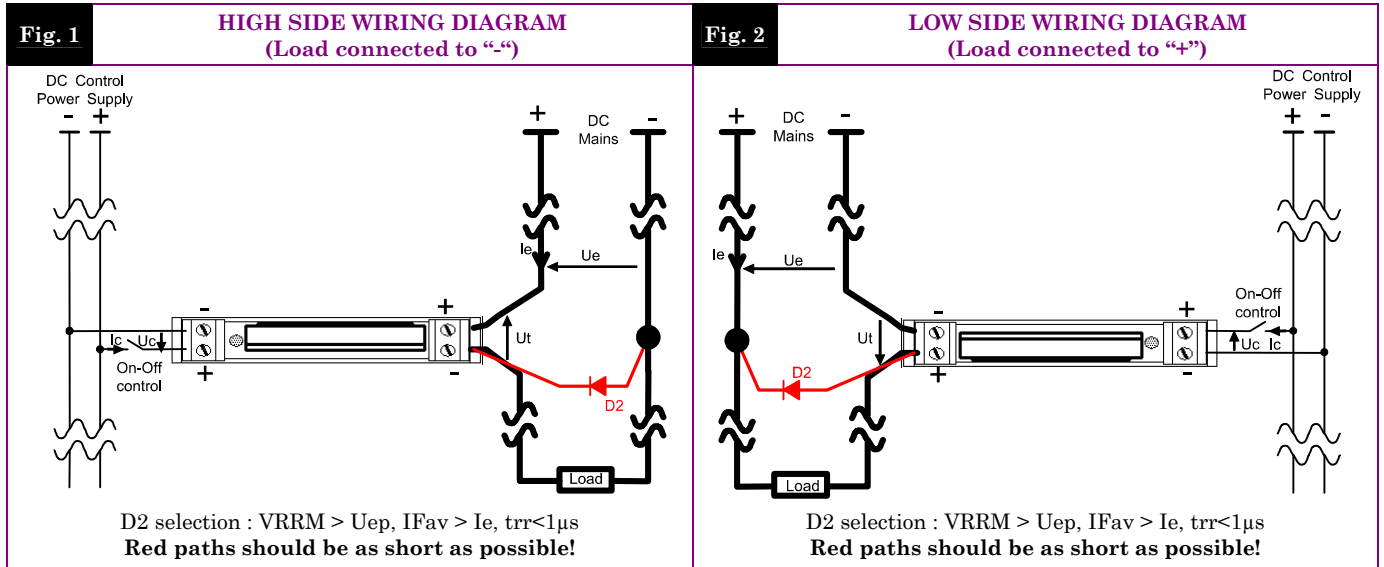 Fig. 1
HIGH SIDE WIRING DIAGRAM
(Load connected to “-“)
DC Control
Power Supply
- +
+
DC
Mains
-
Ie
Ue
-
+
Ic
Uc
Ut
On-Off
control
+
-
D2
Load
D2 selection : VRRM > Uep, IFav > Ie, trr<1µs
Red paths should be as short as possible!
Fig. 2
LOW SIDE WIRING DIAGRAM
(Load connected to “+”)
DC Control
Power Supply
+ -
+
DC
Mains
-
Ie
Ue
On-Off
control
-
+
Ut
Uc Ic
D2
+
-
Load
D2 selection : VRRM > Uep, IFav > Ie, trr<1µs
Red paths should be as short as possible!